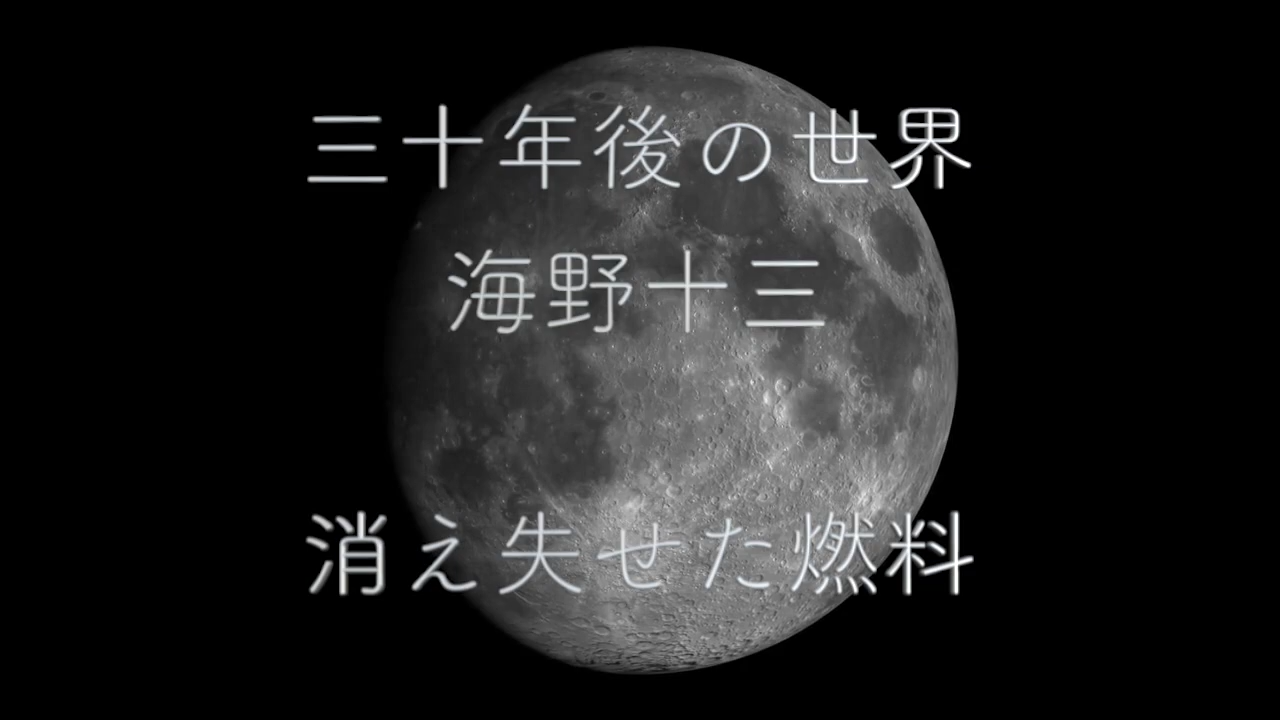 三十年後の世界
海野十三
消え失せた燃料